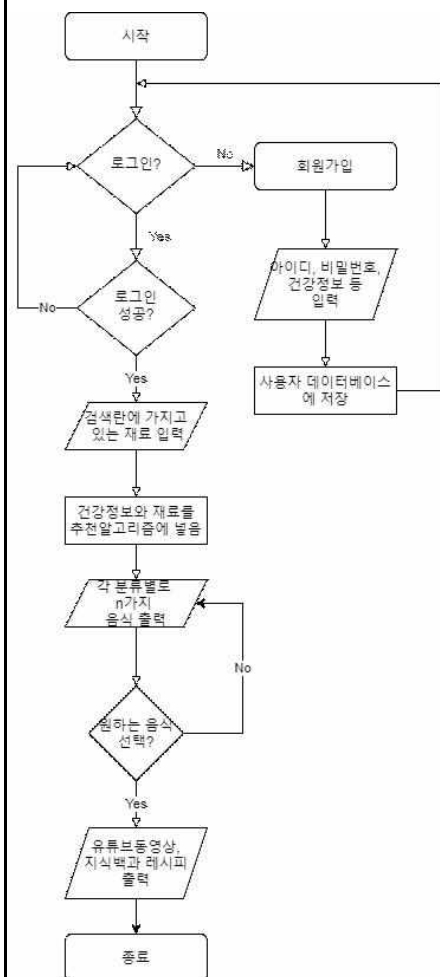 시작
로그인?
No
회원가입
Yes
아이디, 비밀번호,
건강정보 등
입력
로그인
성공?
No
사용자 데이터베이스
에 저장
Yes
검색란에 가지고
있는 재료 입력
건강정보와 재료를
추천알고리즘에 넣음
각 분류별로
n가지
음식 출력
No
원하는 음식
선택?
Yes
유튜브동영상,
지식백과 레시피
출력
종료